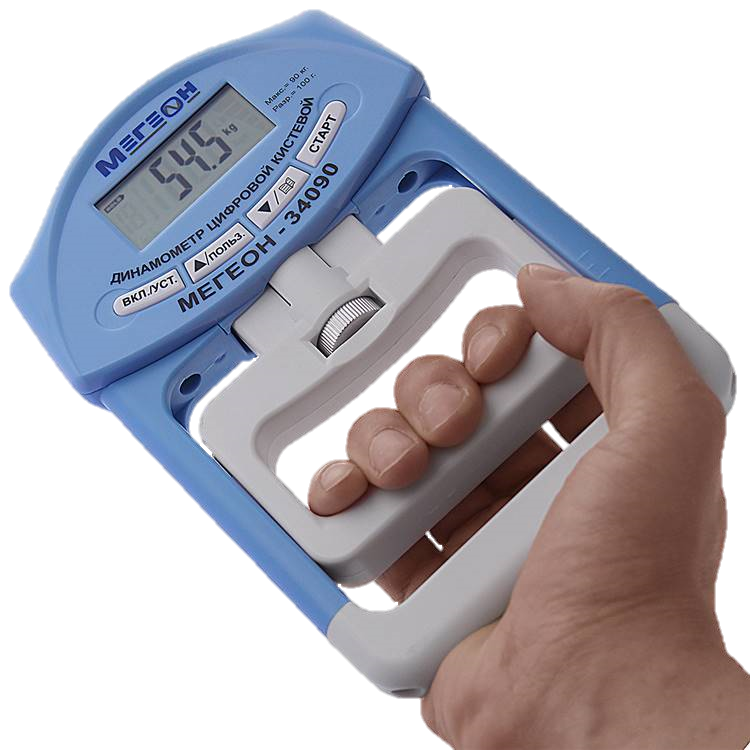 МЕГЕОН
Макс.= 90 кг.
Разр.= 100 г.
54.5 kg
ДИНАМОМЕТР ЦИФРОВОЙ КИСТЕВОЙ
ВКЛ./УСТ.
▲/ПОЛЬЗ.
▼/
СТАРТ
МЕГЕОН - 34090